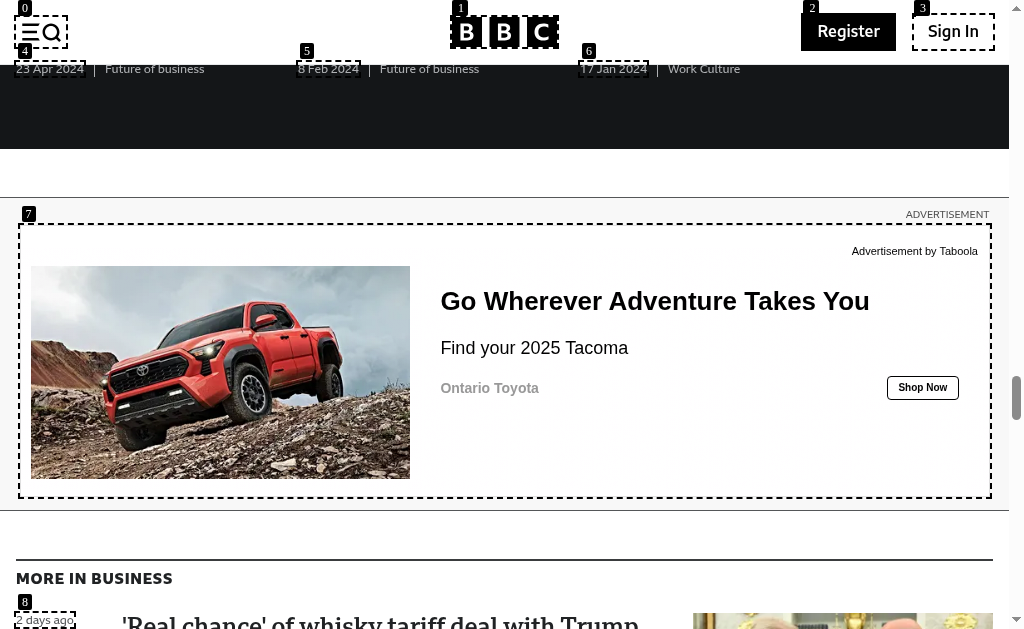 0
1
2
3
BBC
Register
Sign In
4
5
6
23 Apr 2024 | Future of business
8 Feb 2024 | Future of business
17 Jan 2024 | Work Culture
7
ADVERTISEMENT
Advertisement by Taboola
Go Wherever Adventure Takes You
Find your 2025 Tacoma
Ontario Toyota
Shop Now
MORE IN BUSINESS
8
2 days ago
'Real chance' of whisky tariff deal with Trump